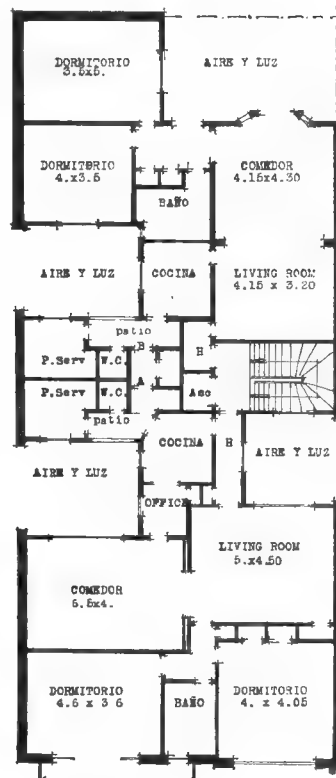 DORMITORIO
3.5x5.
AIRE Y LUZ
DORMITORIO
4.x3.5
COMEDOR
4.15x4.30
BAÑO
AIRE Y LUZ
COCINA
LIVING ROOM
4.15 x 3.20
patio
B
H
P.Serv
W.C.
A
P.Serv
W.C.
Asc
patio
COCINA
H
AIRE Y LUZ
AIRE Y LUZ
OFFICE
LIVING ROOM
5.x4.50
COMEDOR
6.5x4.
DORMITORIO
4.6 x 3 6
BAÑO
DORMITORIO
4. x 4.05